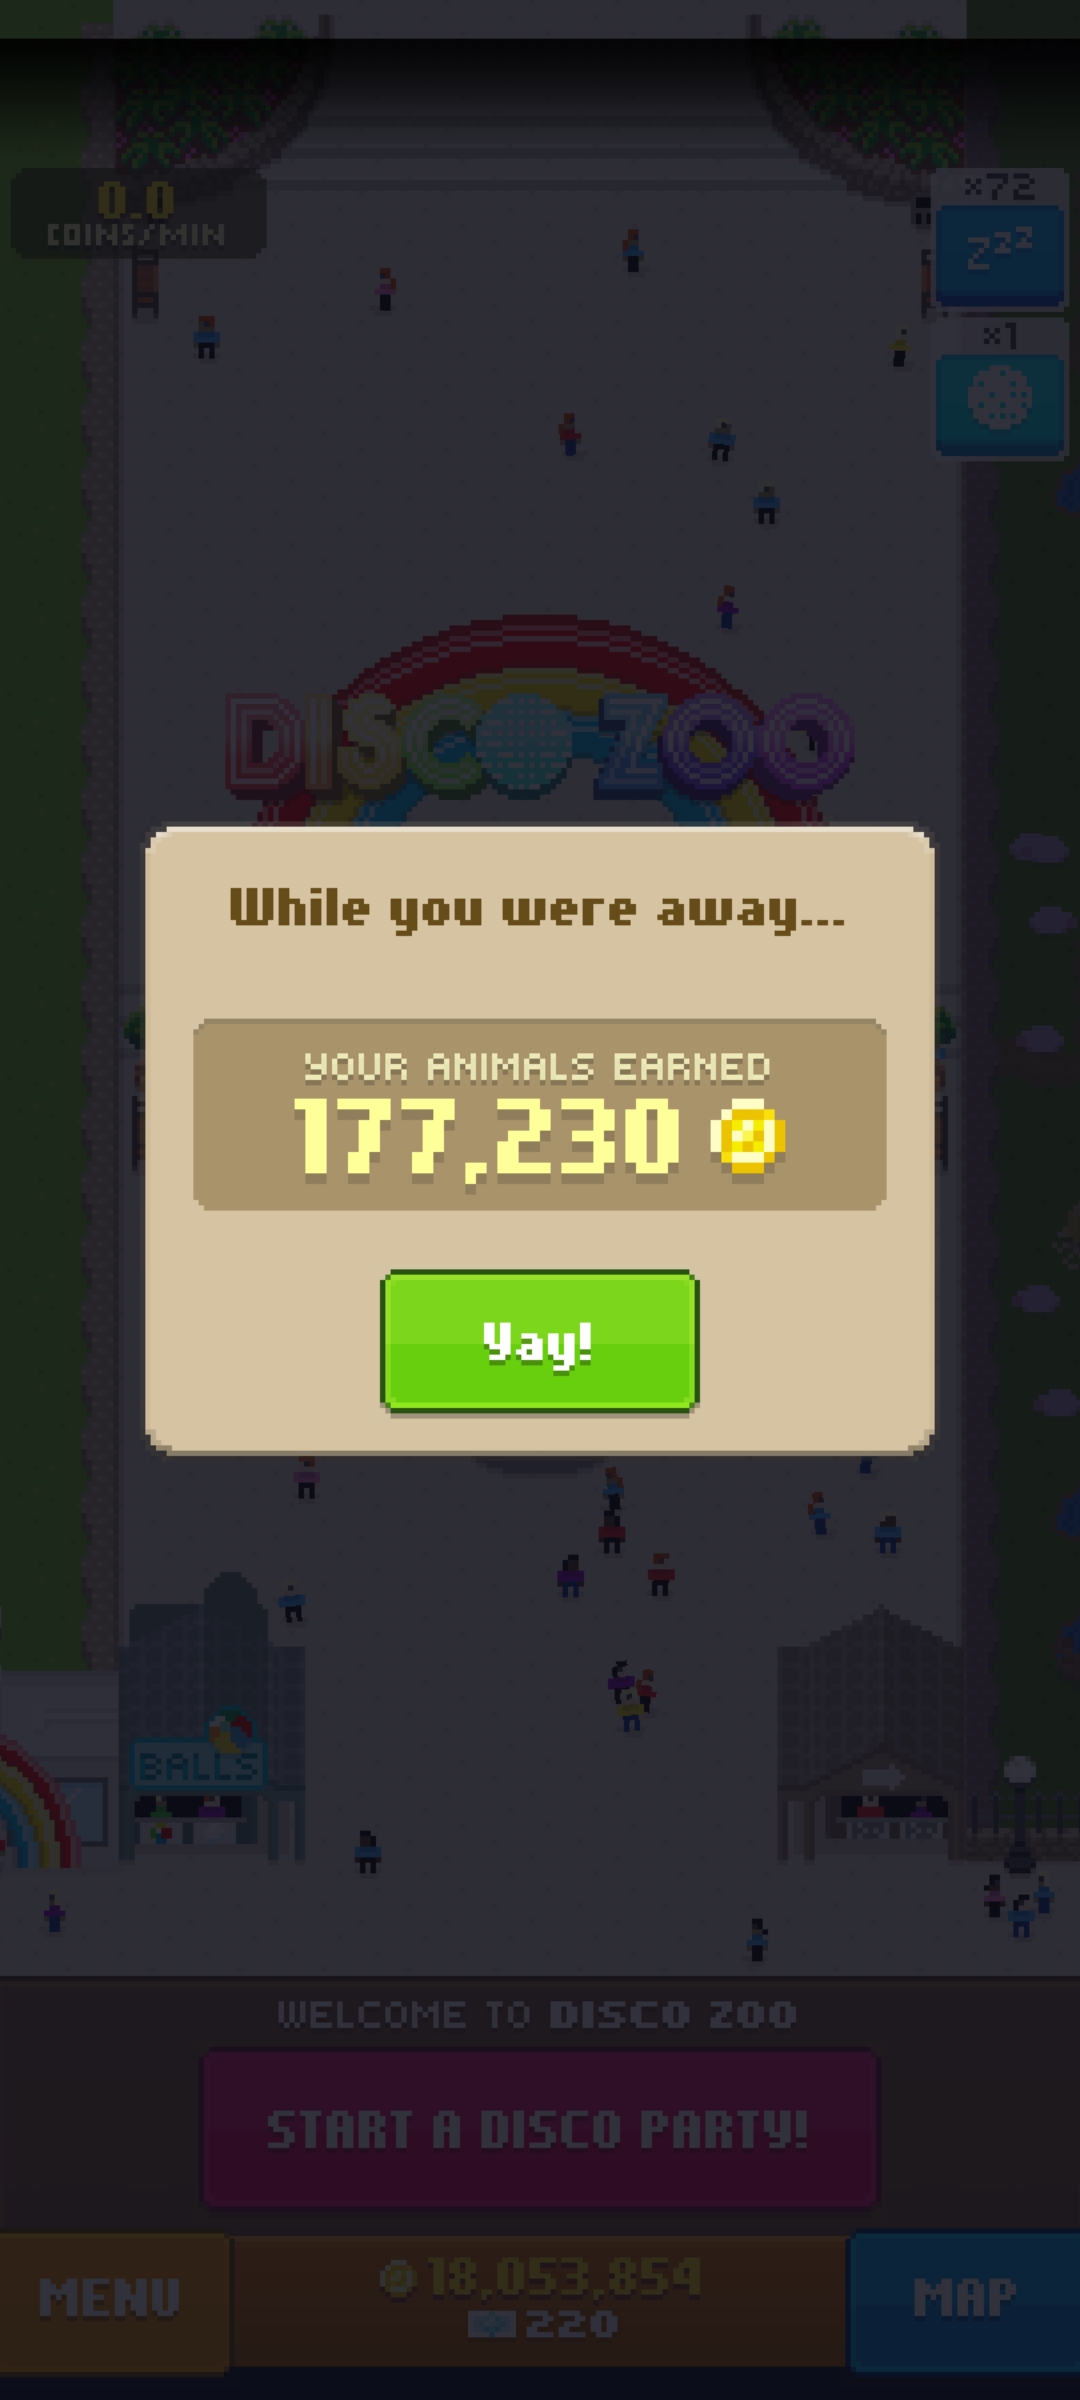 0.0
COINS/MIN
x72
zzz
x1
DISCO ZOO
While you were away...
YOUR ANIMALS EARNED
177,230
Yay!
BALLS
WELCOME TO DISCO ZOO
START A DISCO PARTY!
MENU
18,053,854
220
MAP